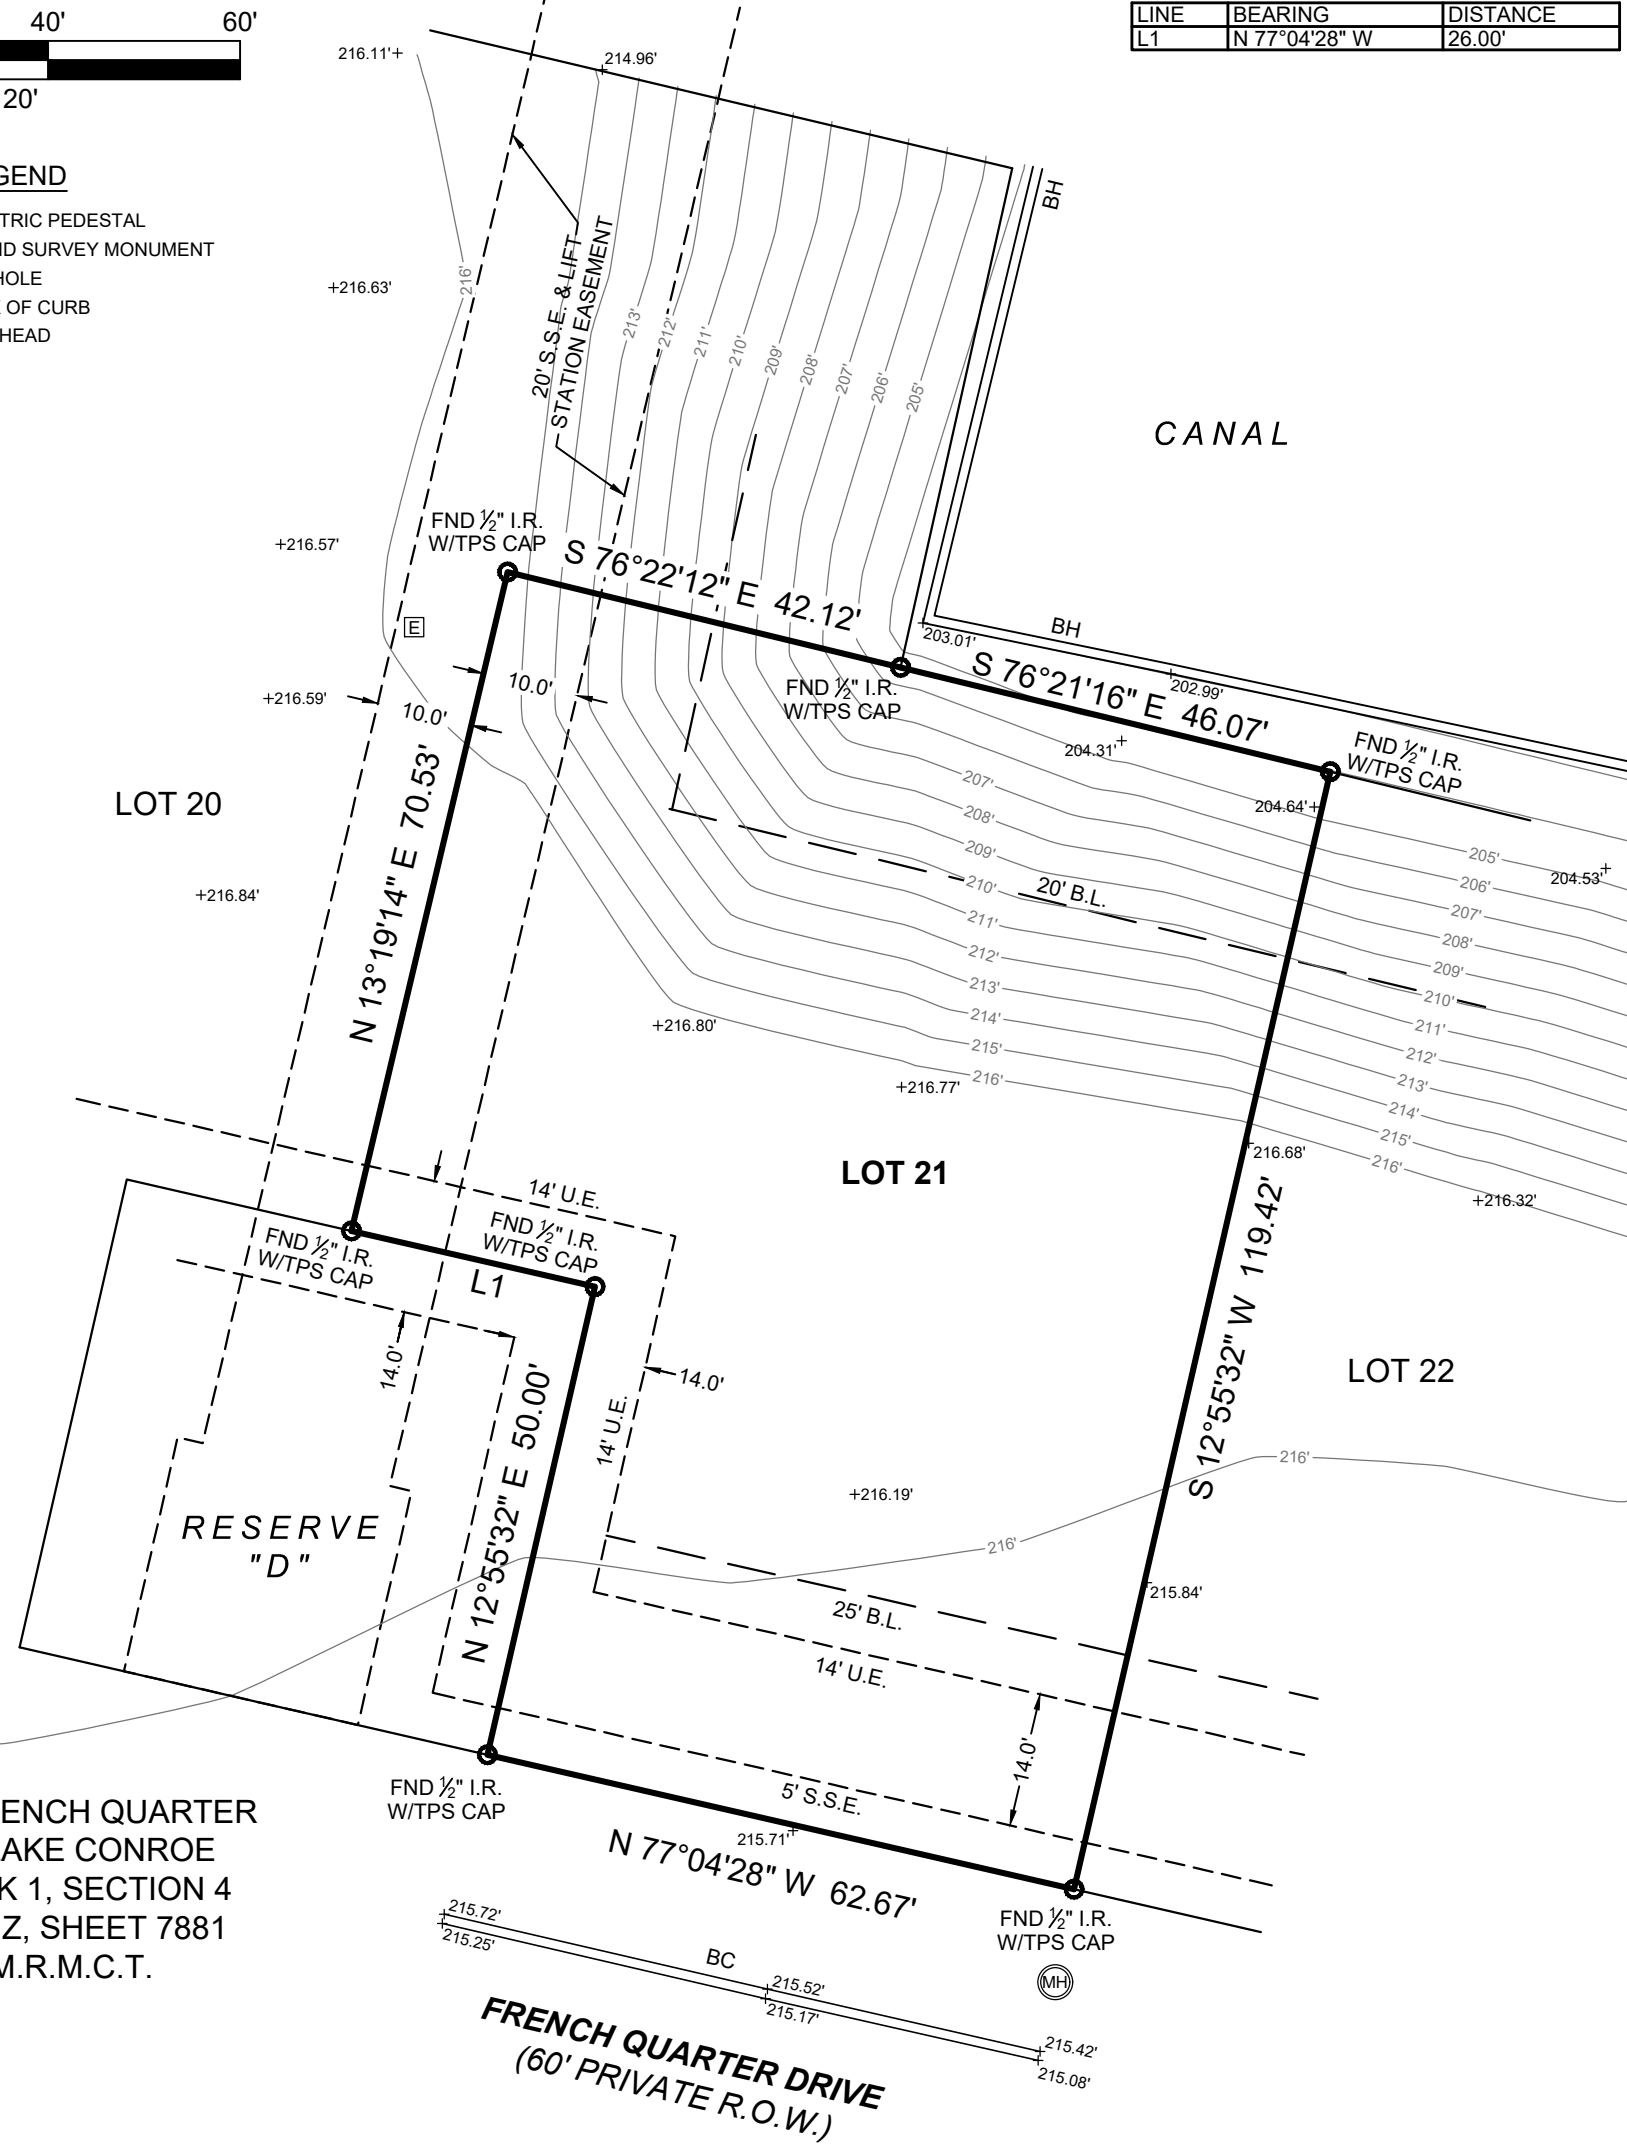 40' 60'
20'
LINE BEARING DISTANCE
L1 N 77°04'28" W 26.00'
GEND
TRIC PEDESTAL
ND SURVEY MONUMENT
HOLE
OF CURB
HEAD
216.11'+
214.96'
+216.63'
216'
20' S.S.E. & LIFT
STATION EASEMENT
213'
212'
211'
210'
209'
208'
207'
206'
205'
BH
CANAL
+216.57'
FND ½" I.R.
W/TPS CAP
S 76°22'12" E 42.12'
E
BH
203.01'
S 76°21'16" E 46.07'
202.99'
FND ½" I.R.
W/TPS CAP
FND ½" I.R.
W/TPS CAP
+216.59'
10.0'
10.0'
204.31'+
204.64'+
204.53'+
LOT 20
N 13°19'14" E 70.53'
+216.84'
207'
208'
209'
210'
211'
212'
213'
214'
215'
216'
20' B.L.
205'
206'
207'
208'
209'
210'
211'
212'
213'
214'
215'
216'
+216.80'
+216.77'
216.68'
+216.32'
LOT 21
14' U.E.
FND ½" I.R.
W/TPS CAP
FND ½" I.R.
W/TPS CAP
L1
14.0'
14.0'
14' U.E.
N 12°55'32" E 50.00'
S 12°55'32" W 119.42'
LOT 22
216'
+216.19'
216'
RESERVE
"D"
215.84'
25' B.L.
14' U.E.
14.0'
5' S.S.E.
FND ½" I.R.
W/TPS CAP
215.71'+
N 77°04'28" W 62.67'
FND ½" I.R.
W/TPS CAP
MH
ENCH QUARTER
AKE CONROE
K 1, SECTION 4
Z, SHEET 7881
M.R.M.C.T.
215.72'
215.25'
BC
215.52'
215.17'
215.42'
215.08'
FRENCH QUARTER DRIVE
(60' PRIVATE R.O.W.)